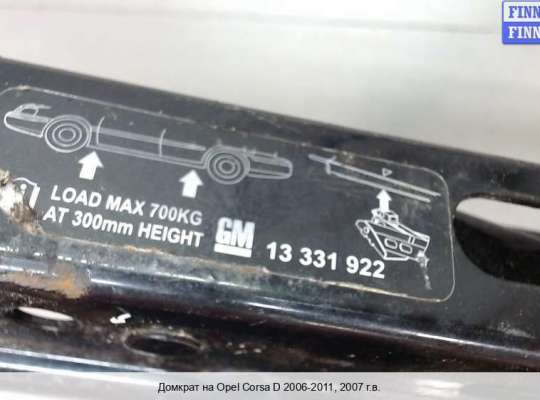 FINN
FINN
LOAD MAX 700KG
AT 300mm HEIGHT
GM
13 331 922
Домкрат на Opel Corsa D 2006-2011, 2007 г.в.